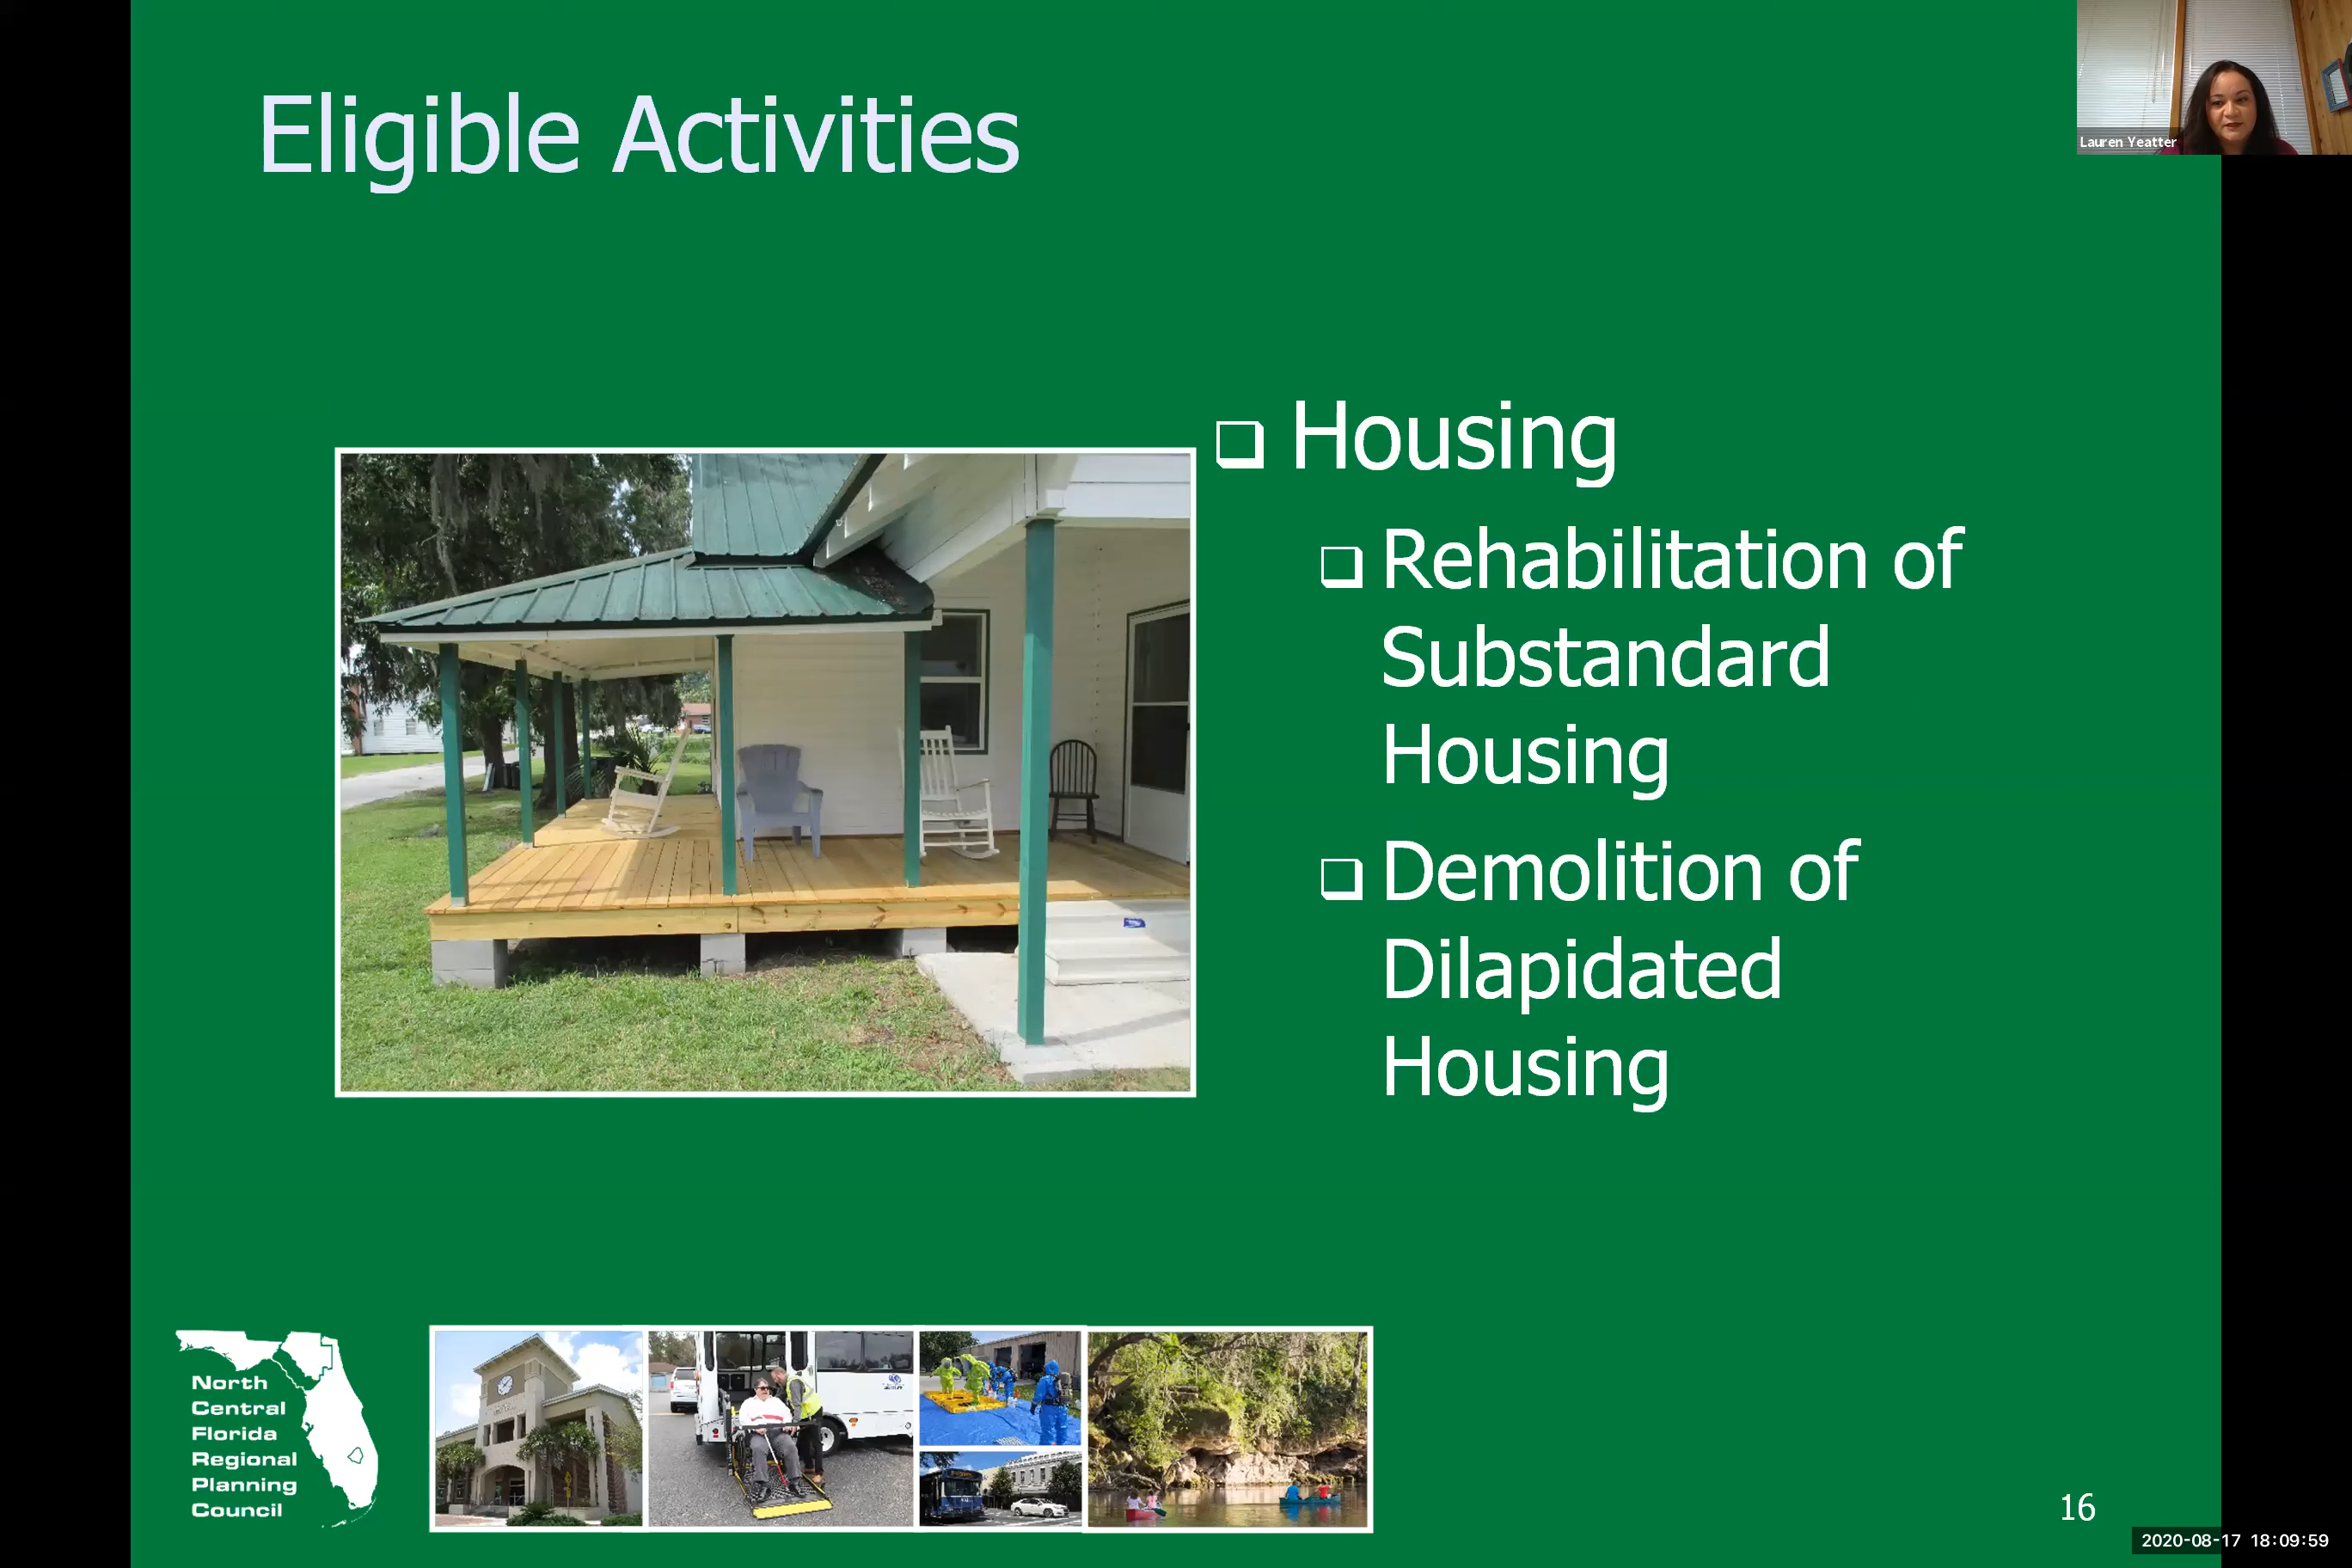 Eligible Activities
Lauren Yeatter
Housing
Rehabilitation of
Substandard
Housing
Demolition of
Dilapidated
Housing
North
Central
Florida
Regional
Planning
Council
16
2020-08-17 18:09:59